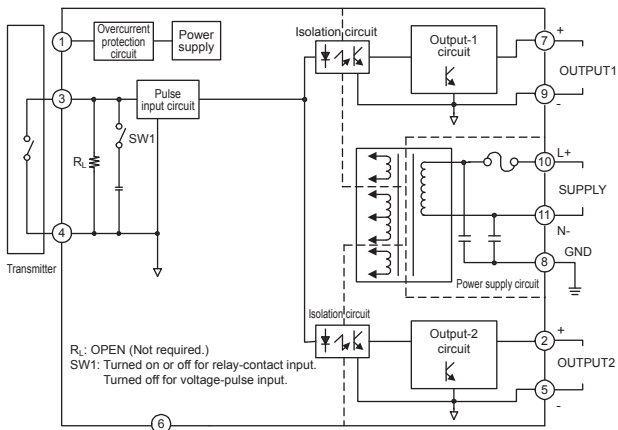 Isolation circuit
1
Overcurrent
protection
circuit
Power
supply
Output-1
circuit
7
+
OUTPUT1
9
-
3
Pulse
input circuit
SW1
RL
4
Transmitter
L+
10
SUPPLY
11
N-
GND
8
Power supply circuit
Isolation circuit
Output-2
circuit
2
+
OUTPUT2
5
-
RL: OPEN (Not required.)
SW1: Turned on or off for relay-contact input.
Turned off for voltage-pulse input.
6